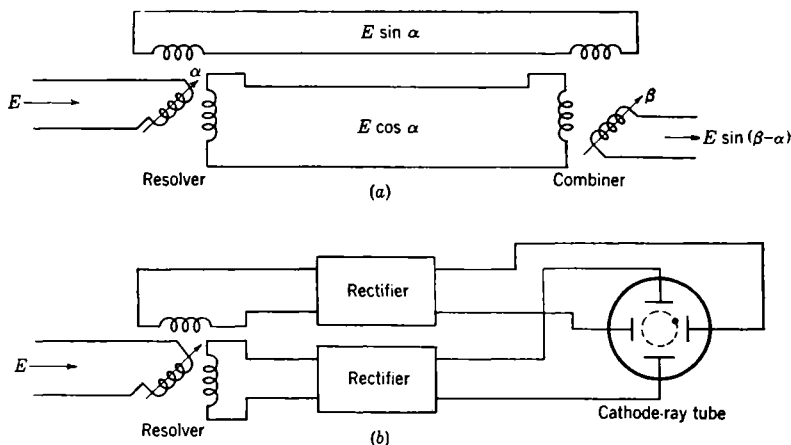 E sin α
α
E
E cos α
β
E sin (β-α)
Resolver
Combiner
(a)
Rectifier
E
Rectifier
Resolver
Cathode-ray tube
(b)